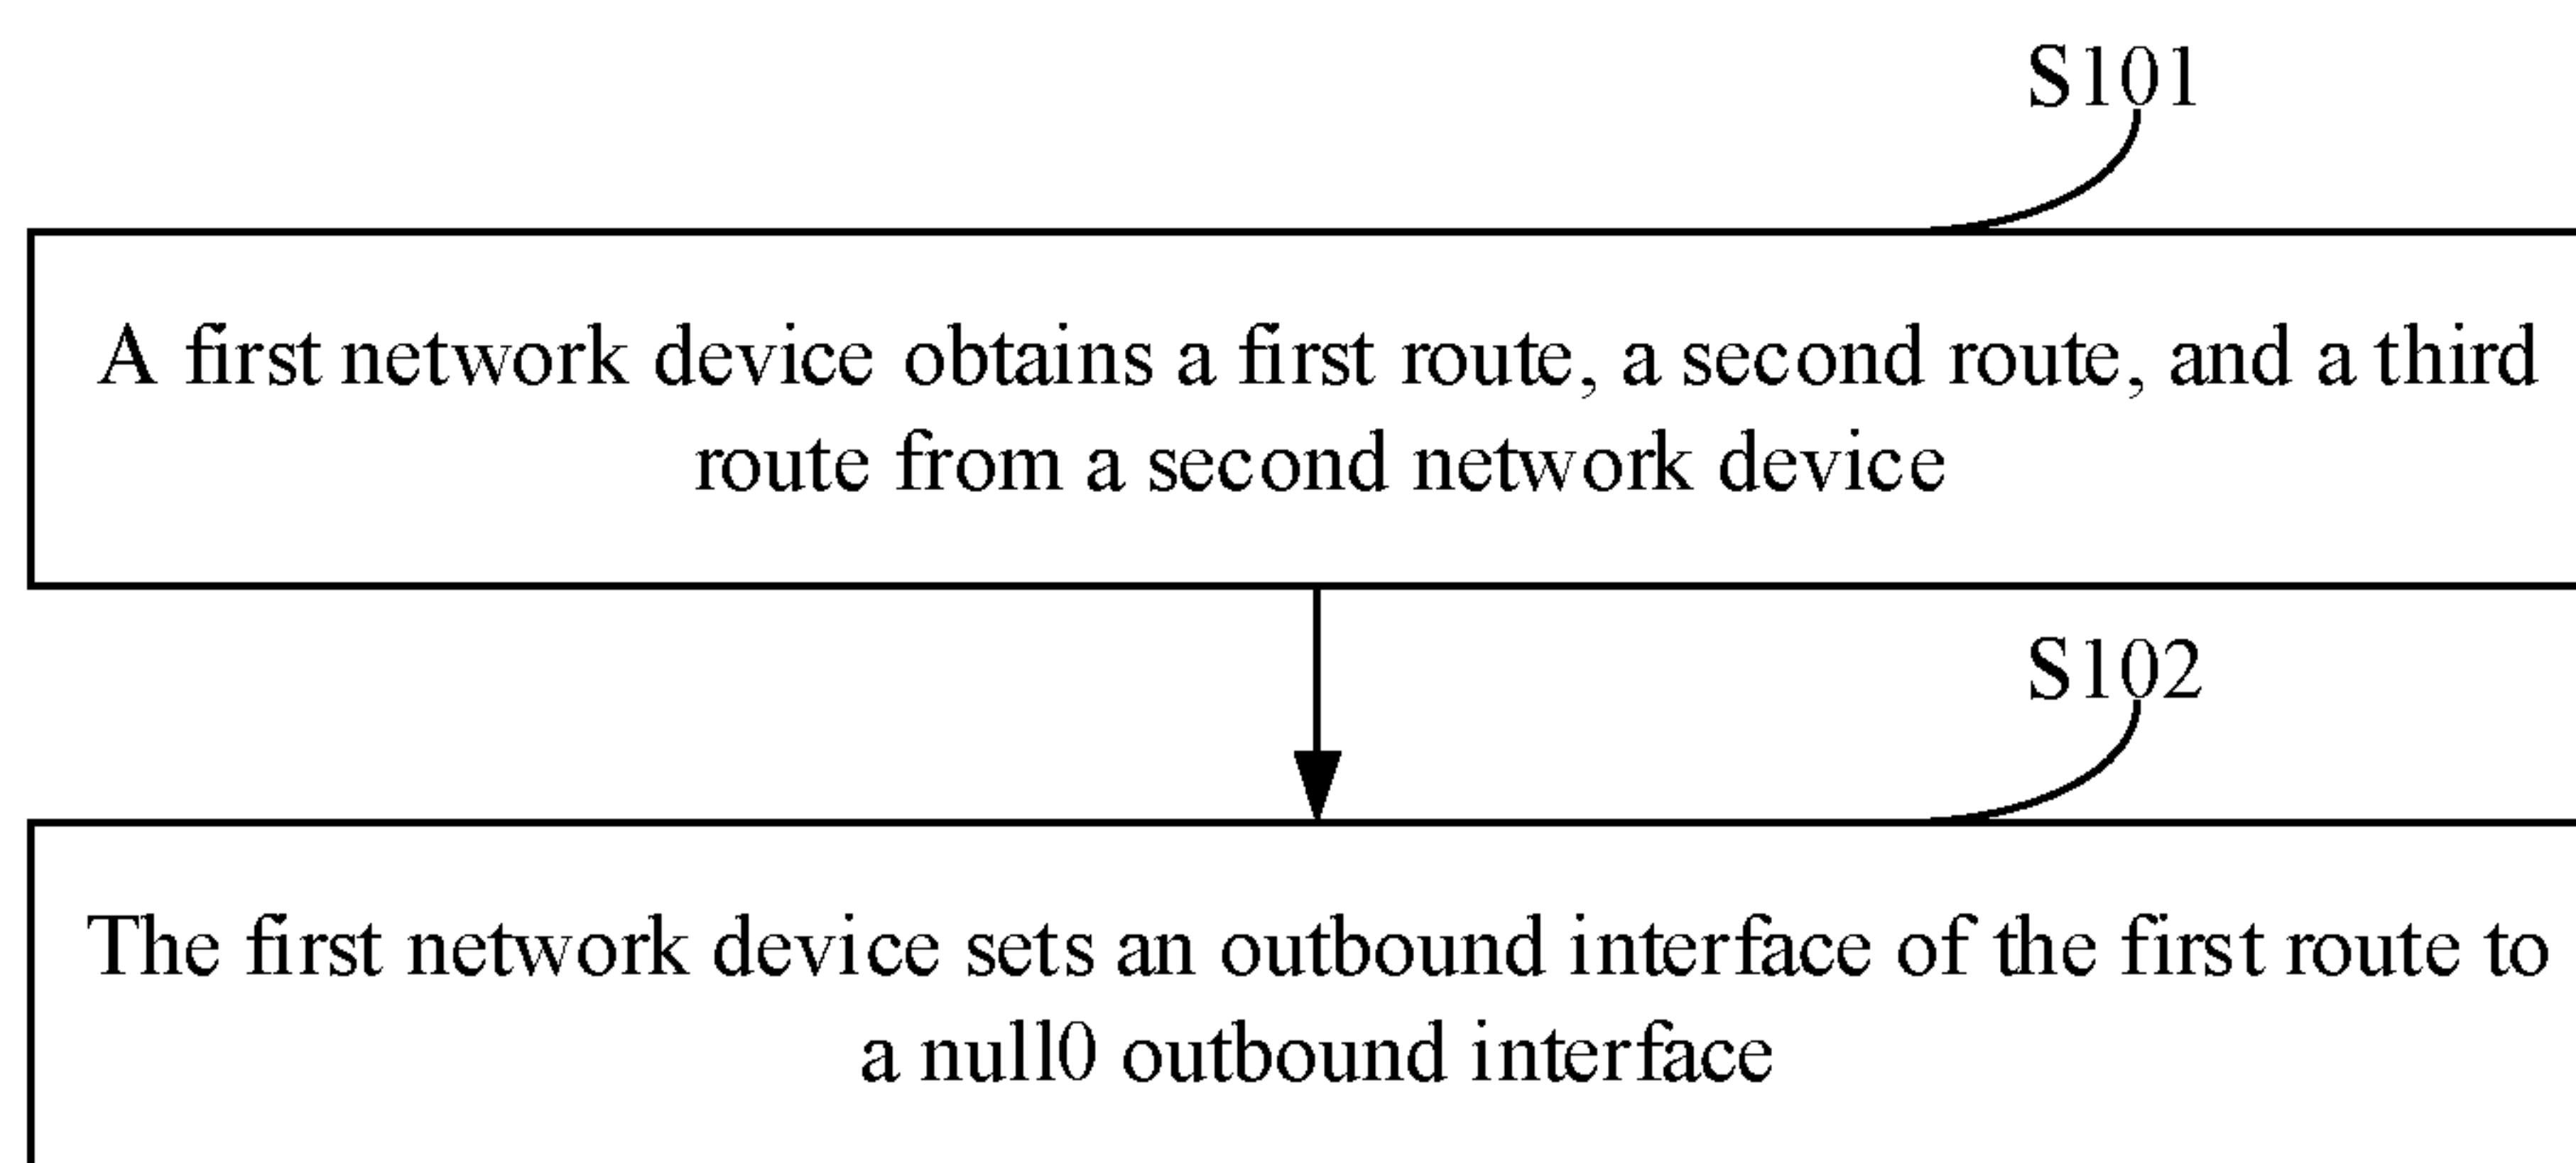 S101
A first network device obtains a first route, a second route, and a third
route from a second network device
S102
The first network device sets an outbound interface of the first route to
a null0 outbound interface